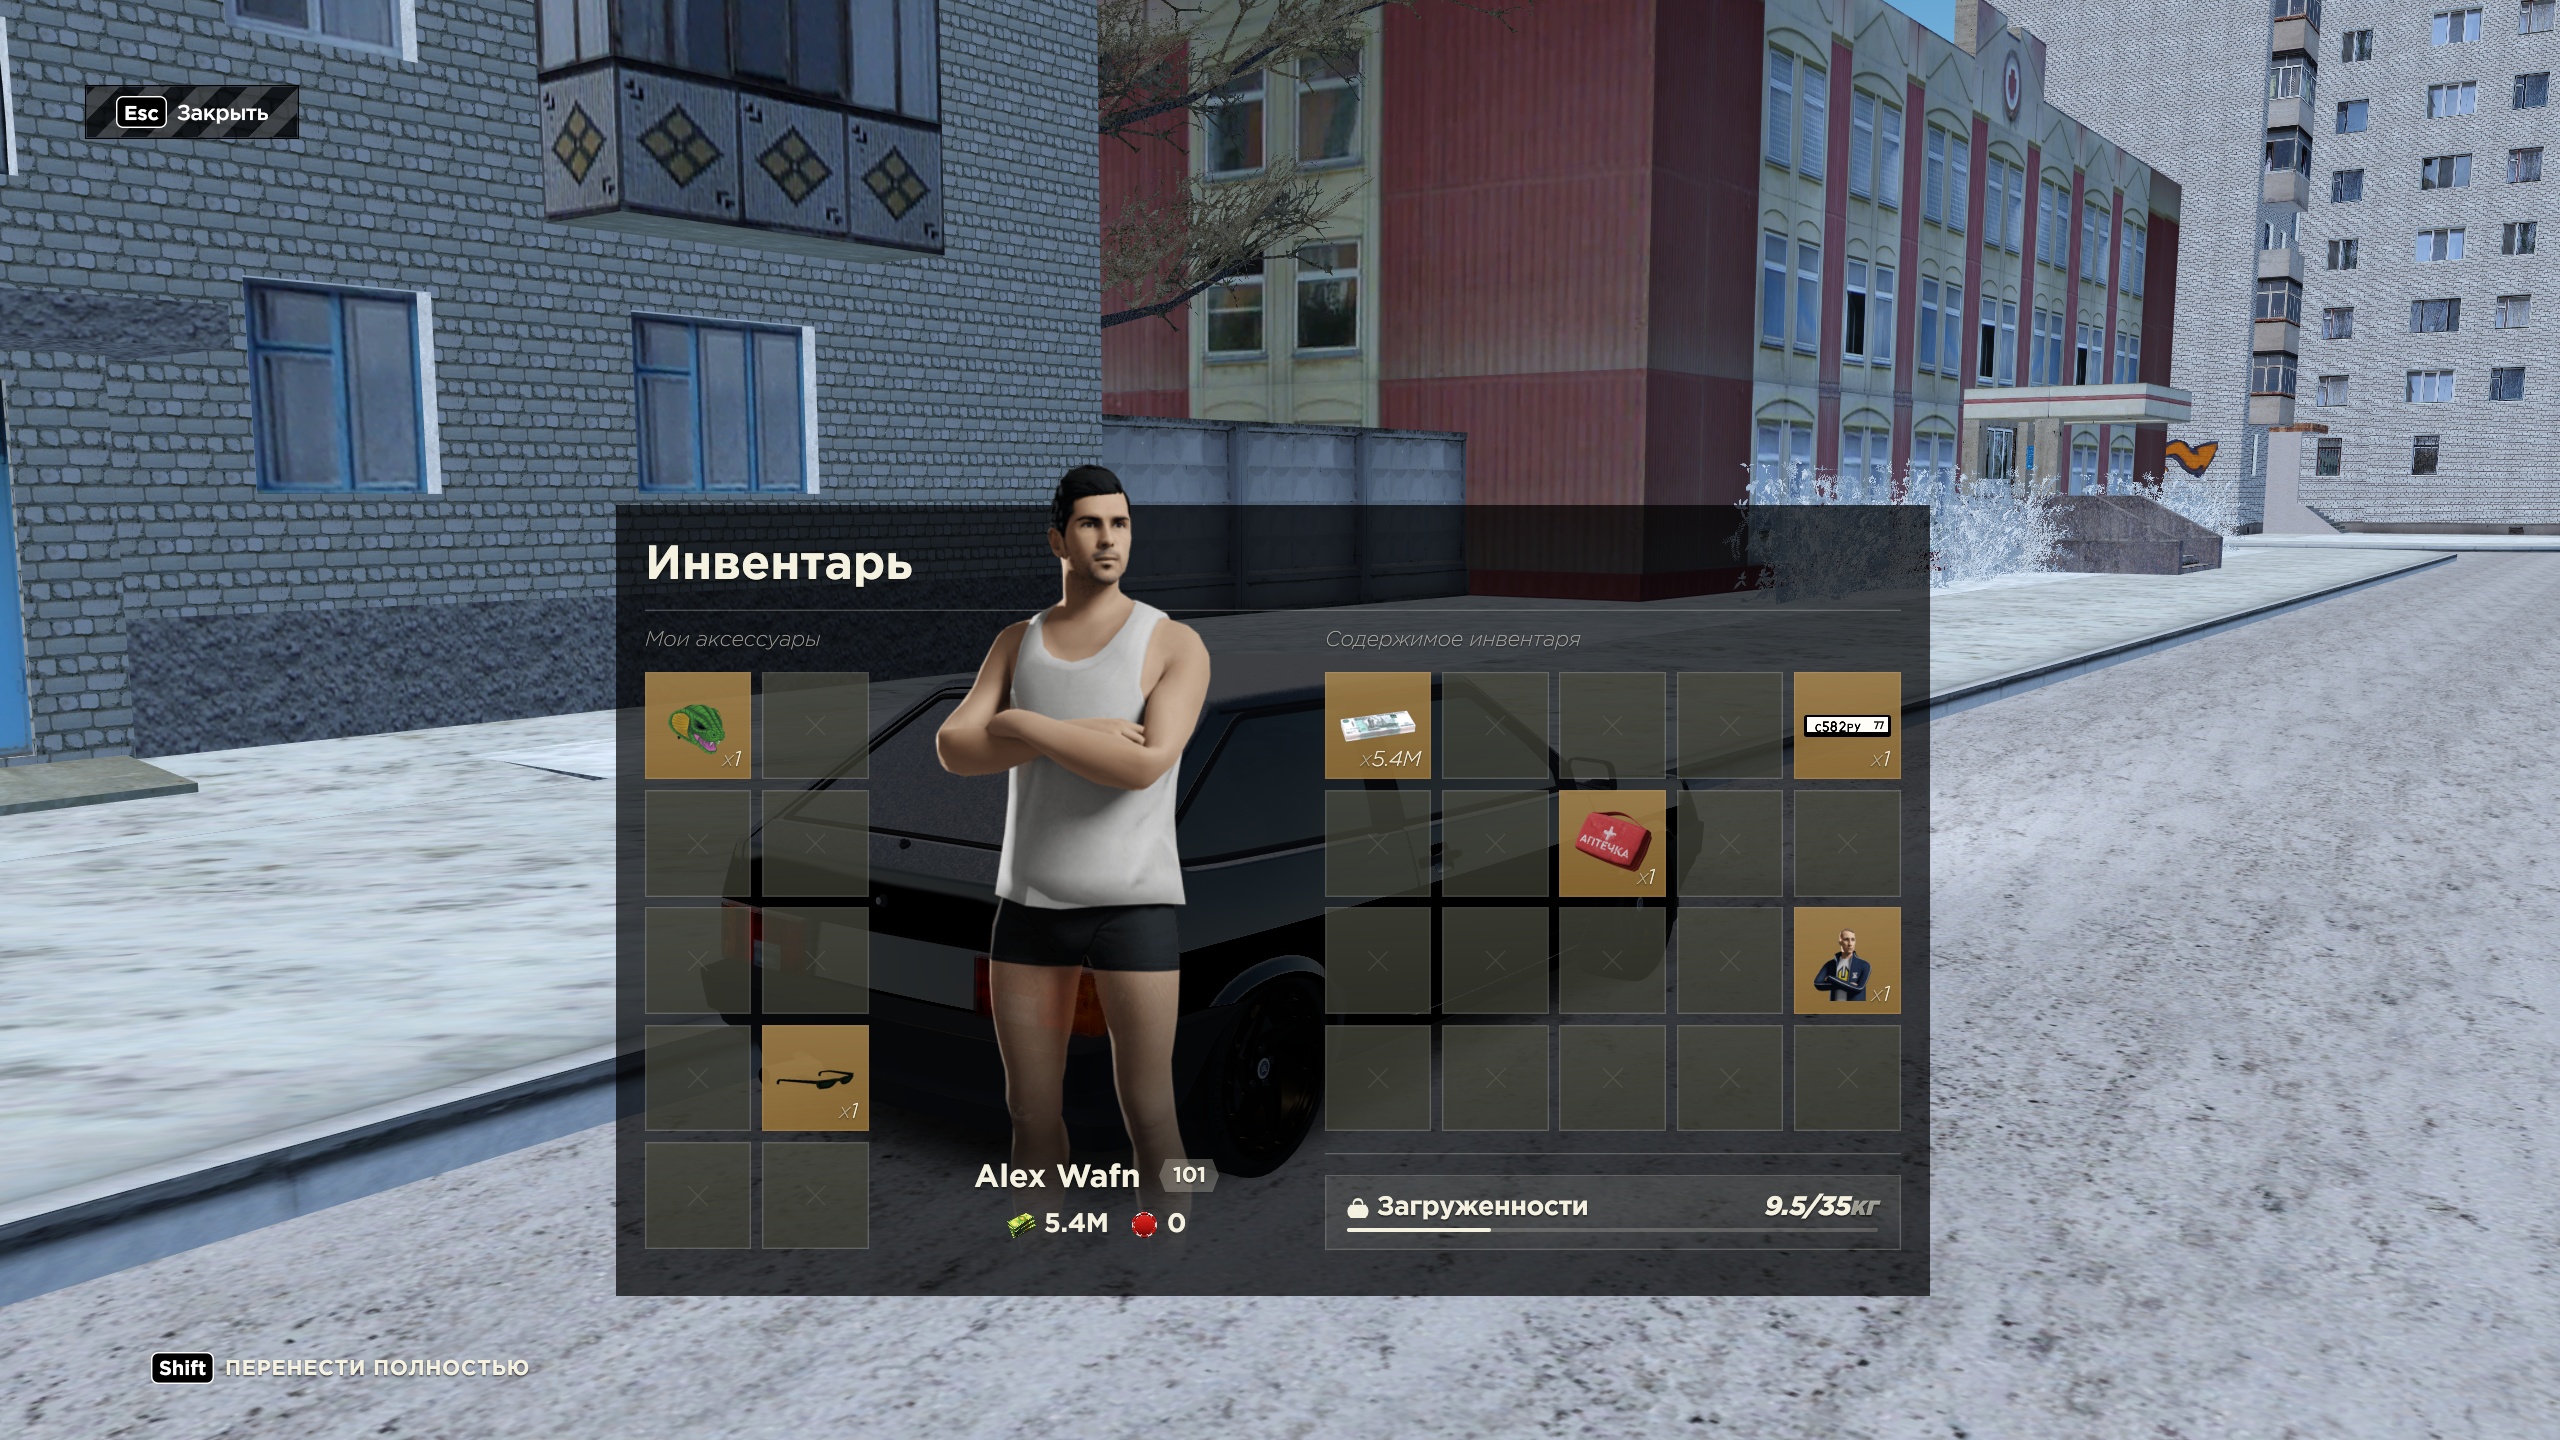 Esc Закрыть
Инвентарь
Мои аксессуары
Содержимое инвентаря
x1
x5.4M
с582ру 77
x1
АПТЕЧКА
x1
x1
x1
Alex Wafn 101
5.4M 0
Загруженности 9.5/35кг
Shift ПЕРЕНЕСТИ ПОЛНОСТЬЮ